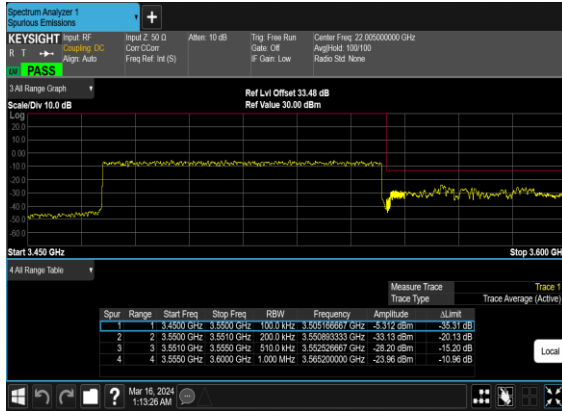 Spectrum Analyzer 1
Spurious Emissions
KEYSIGHT Input: RF Input Z: 50 Ω Atten: 10 dB Trig: Free Run Center Freq: 22.005000000 GHz
R T Coupling: DC Corr CCorr Gate: Off Avg|Hold: 100/100
Align: Auto Freq Ref: Int (S) IF Gain: Low Radio Std: None
PASS
3 All Range Graph
Ref Lvl Offset 33.48 dB
Scale/Div 10.0 dB Ref Value 30.00 dBm
Log
20.0
10.0
0.00
-10.0
-20.0
-30.0
-40.0
-50.0
-60.0
Start 3.450 GHz Stop 3.600 GH
4 All Range Table
Measure Trace Trace 1
Trace Type Trace Average (Active)
Spur Range Start Freq Stop Freq RBW Frequency Amplitude ΔLimit
1 1 3.4500 GHz 3.5500 GHz 100.0 kHz 3.505166667 GHz -5.312 dBm -35.31 dB
2 2 3.5500 GHz 3.5510 GHz 200.0 kHz 3.550893333 GHz -33.13 dBm -20.13 dB
3 3 3.5510 GHz 3.5550 GHz 510.0 kHz 3.552526667 GHz -28.20 dBm -15.20 dB
4 4 3.5550 GHz 3.6000 GHz 1.000 MHz 3.565200000 GHz -23.96 dBm -10.96 dB
Local
? Mar 16, 2024
1:13:26 AM